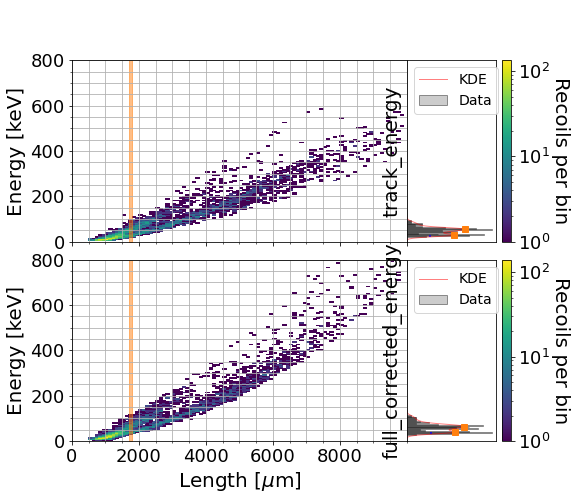 800
600
400
200
0
Energy [keV]
track_energy
KDE
Data
10²
10¹
10⁰
Recoils per bin
800
600
400
200
0
Energy [keV]
full_corrected_energy
KDE
Data
10²
10¹
10⁰
Recoils per bin
0 2000 4000 6000 8000
Length [μm]